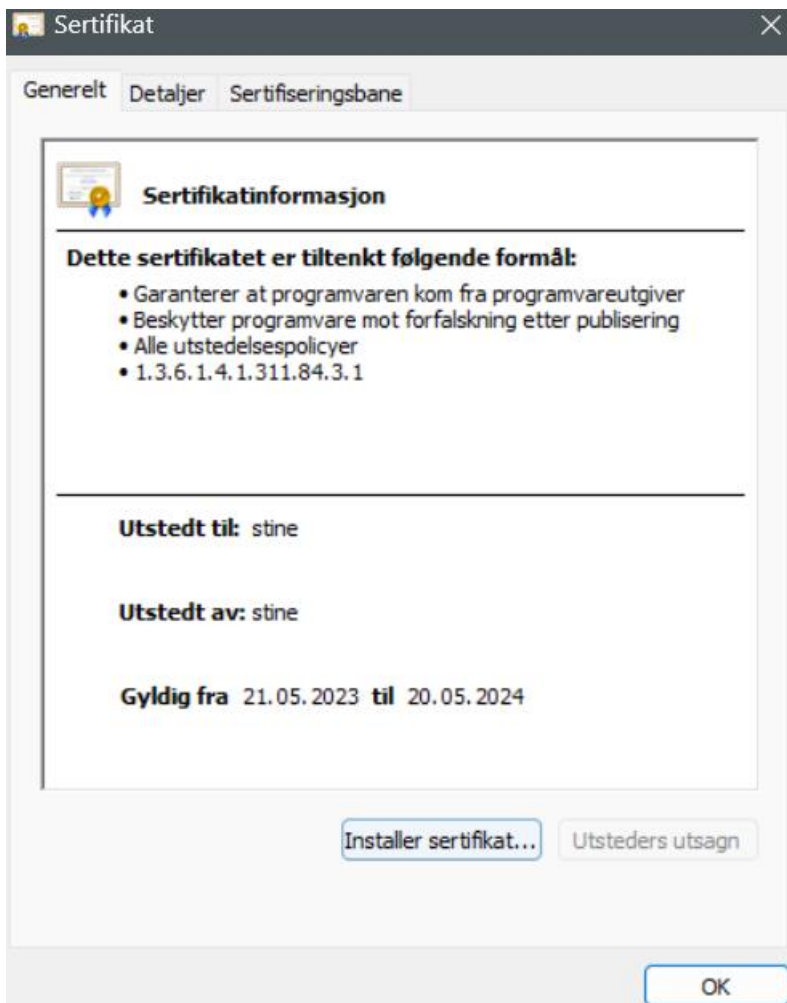 Sertifikat
Generelt Detaljer Sertifiseringsbane
Sertifikatinformasjon
Dette sertifikatet er tiltenkt følgende formål:
• Garanterer at programvaren kom fra programvareutgiver
• Beskytter programvare mot forfalskning etter publisering
• Alle utstedelsespolicyer
• 1.3.6.1.4.1.311.84.3.1
Utstedt til: stine
Utstedt av: stine
Gyldig fra 21.05.2023 til 20.05.2024
Installer sertifikat... Utsteders utsagn
OK